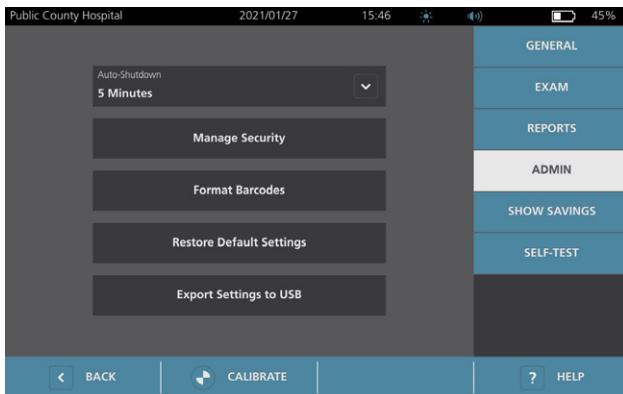 Public County Hospital 2021/01/27 15:46 45%
Auto-Shutdown
5 Minutes
Manage Security
Format Barcodes
Restore Default Settings
Export Settings to USB
GENERAL
EXAM
REPORTS
ADMIN
SHOW SAVINGS
SELF-TEST
BACK CALIBRATE ? HELP